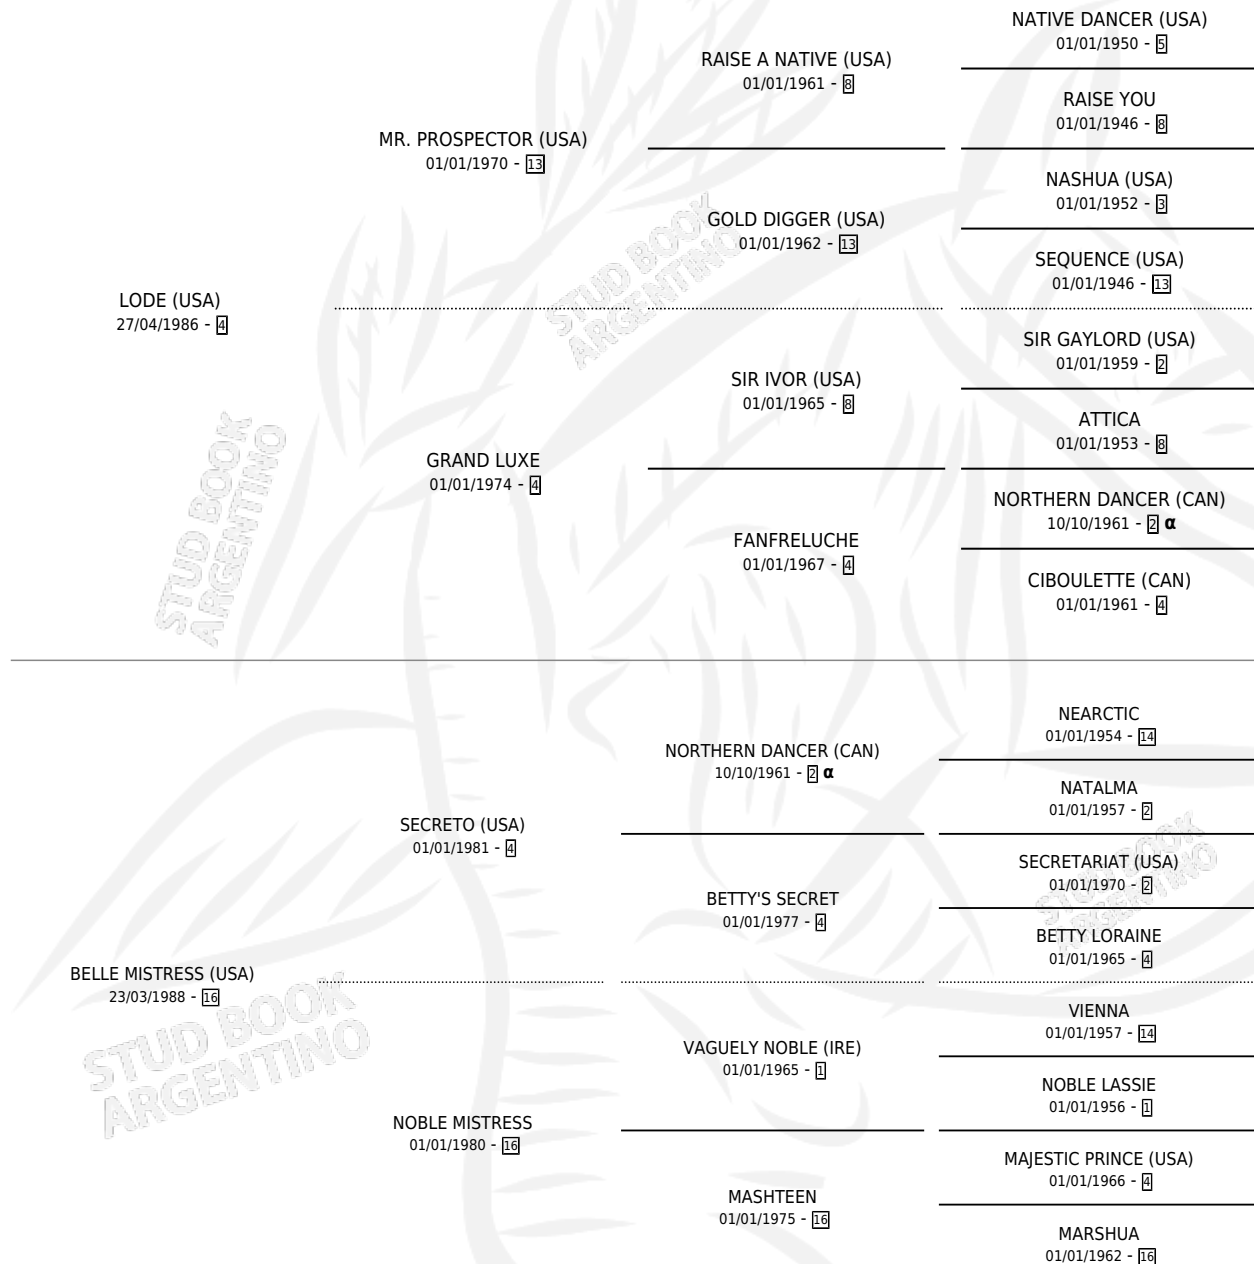 NATIVE DANCER (USA)
01/01/1950 - 5
RAISE A NATIVE (USA)
01/01/1961 - 8
RAISE YOU
01/01/1946 - 8
MR. PROSPECTOR (USA)
01/01/1970 - 13
NASHUA (USA)
01/01/1952 - 3
GOLD DIGGER (USA)
01/01/1962 - 13
SEQUENCE (USA)
01/01/1946 - 13
LODE (USA)
27/04/1986 - 4
SIR GAYLORD (USA)
01/01/1959 - 2
SIR IVOR (USA)
01/01/1965 - 8
ATTICA
01/01/1953 - 8
GRAND LUXE
01/01/1974 - 4
NORTHERN DANCER (CAN)
10/10/1961 - 2 α
FANFRELUCHE
01/01/1967 - 4
CIBOULETTE (CAN)
01/01/1961 - 4
NEARCTIC
01/01/1954 - 14
NORTHERN DANCER (CAN)
10/10/1961 - 2 α
NATALMA
01/01/1957 - 2
SECRETO (USA)
01/01/1981 - 4
SECRETARIAT (USA)
01/01/1970 - 2
BETTY'S SECRET
01/01/1977 - 4
BETTY LORAINE
01/01/1965 - 4
BELLE MISTRESS (USA)
23/03/1988 - 16
VIENNA
01/01/1957 - 14
VAGUELY NOBLE (IRE)
01/01/1965 - 1
NOBLE LASSIE
01/01/1956 - 1
NOBLE MISTRESS
01/01/1980 - 16
MAJESTIC PRINCE (USA)
01/01/1966 - 4
MASHTEEN
01/01/1975 - 16
MARSHUA
01/01/1962 - 16
STUD BOOK
ARGENTINO
STUD BOOK
ARGENTINO
STUD BOOK
ARGENTINO
STUD BOOK
ARGENTINO